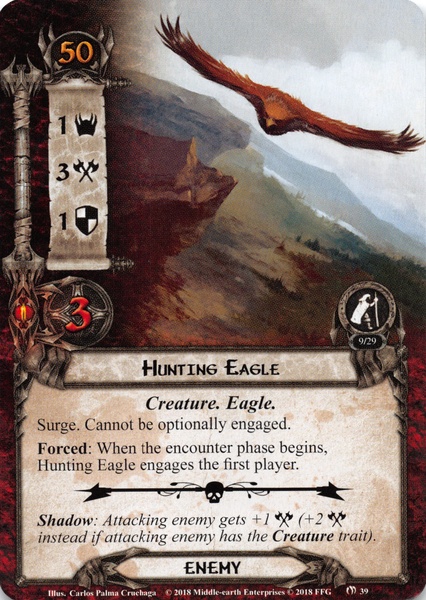 50
1
3
1
3
9/29
Hunting Eagle
Creature. Eagle.
Surge. Cannot be optionally engaged.
Forced: When the encounter phase begins,
Hunting Eagle engages the first player.
Shadow: Attacking enemy gets +1 (+2
instead if attacking enemy has the Creature trait).
ENEMY
Illus. Carlos Palma Cruchaga © 2018 Middle-earth Enterprises © 2018 FFG 39